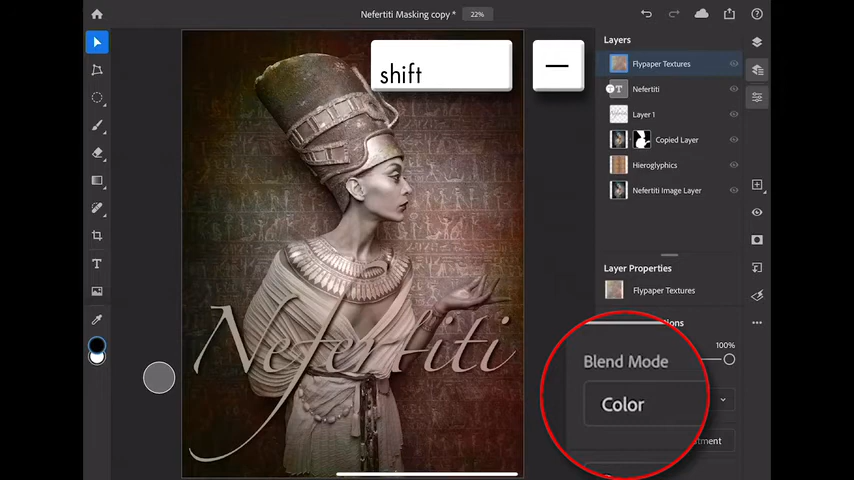 Nefertiti Masking copy *
22%
shift
—
Layers
Flypaper Textures
T
Nefertiti
Layer 1
Copied Layer
Hieroglyphics
Nefertiti Image Layer
Layer Properties
Flypaper Textures
100%
Blend Mode
Color
T
Nefertiti